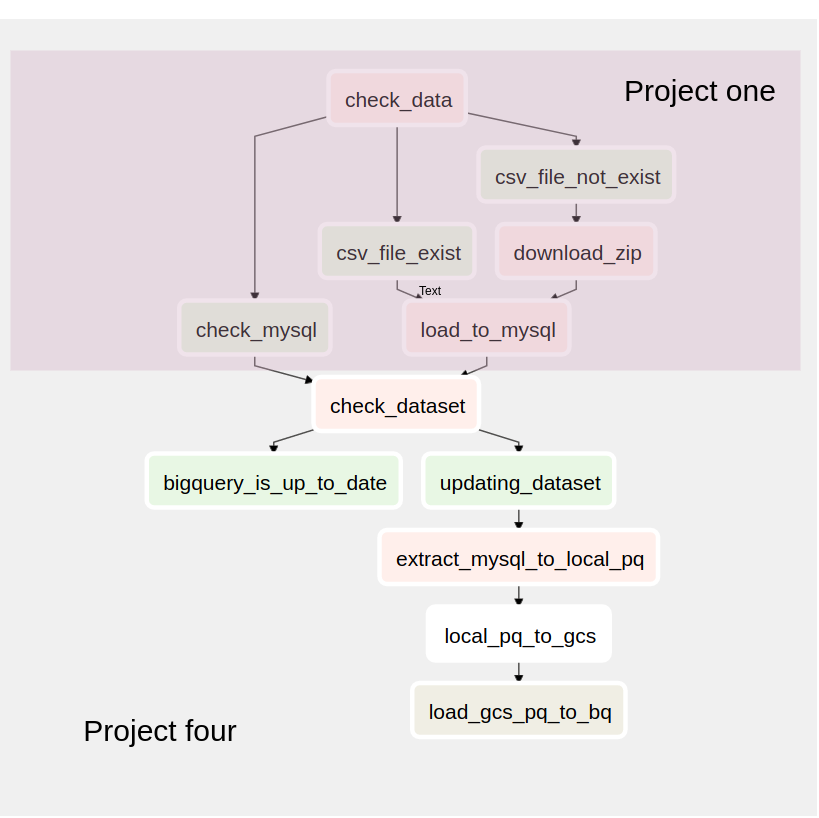 Project one
check_data
csv_file_not_exist
csv_file_exist
download_zip
Text
check_mysql
load_to_mysql
check_dataset
bigquery_is_up_to_date
updating_dataset
extract_mysql_to_local_pq
local_pq_to_gcs
load_gcs_pq_to_bq
Project four